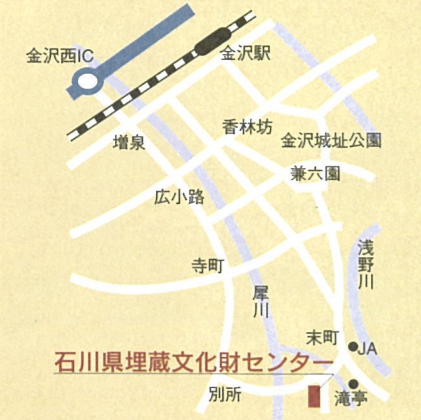 金沢西IC
金沢駅
増泉
香林坊
金沢城址公園
兼六園
広小路
寺町
浅野川
犀川
末町
JA
石川県埋蔵文化財センター
別所
滝亭